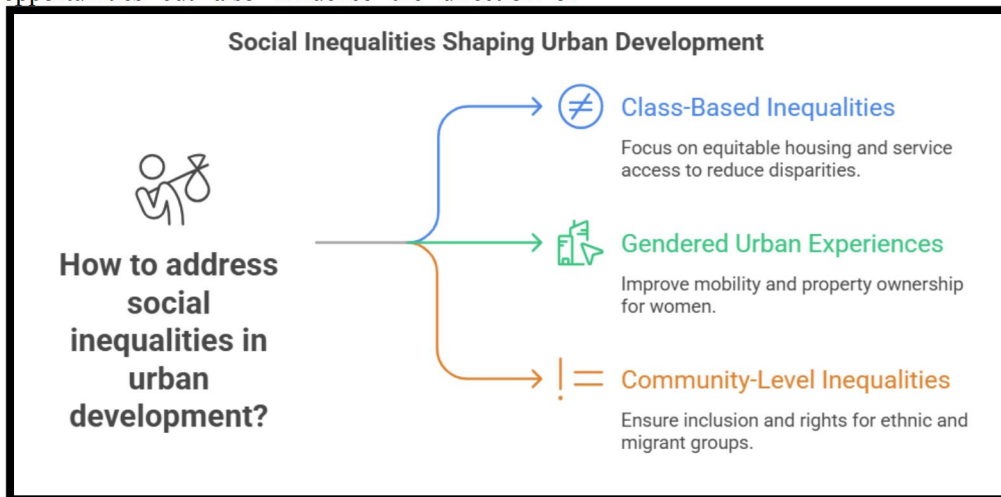 Social Inequalities Shaping Urban Development
How to address
social
inequalities in
urban
development?
Class-Based Inequalities
Focus on equitable housing and service
access to reduce disparities.
Gendered Urban Experiences
Improve mobility and property ownership
for women.
Community-Level Inequalities
Ensure inclusion and rights for ethnic and
migrant groups.